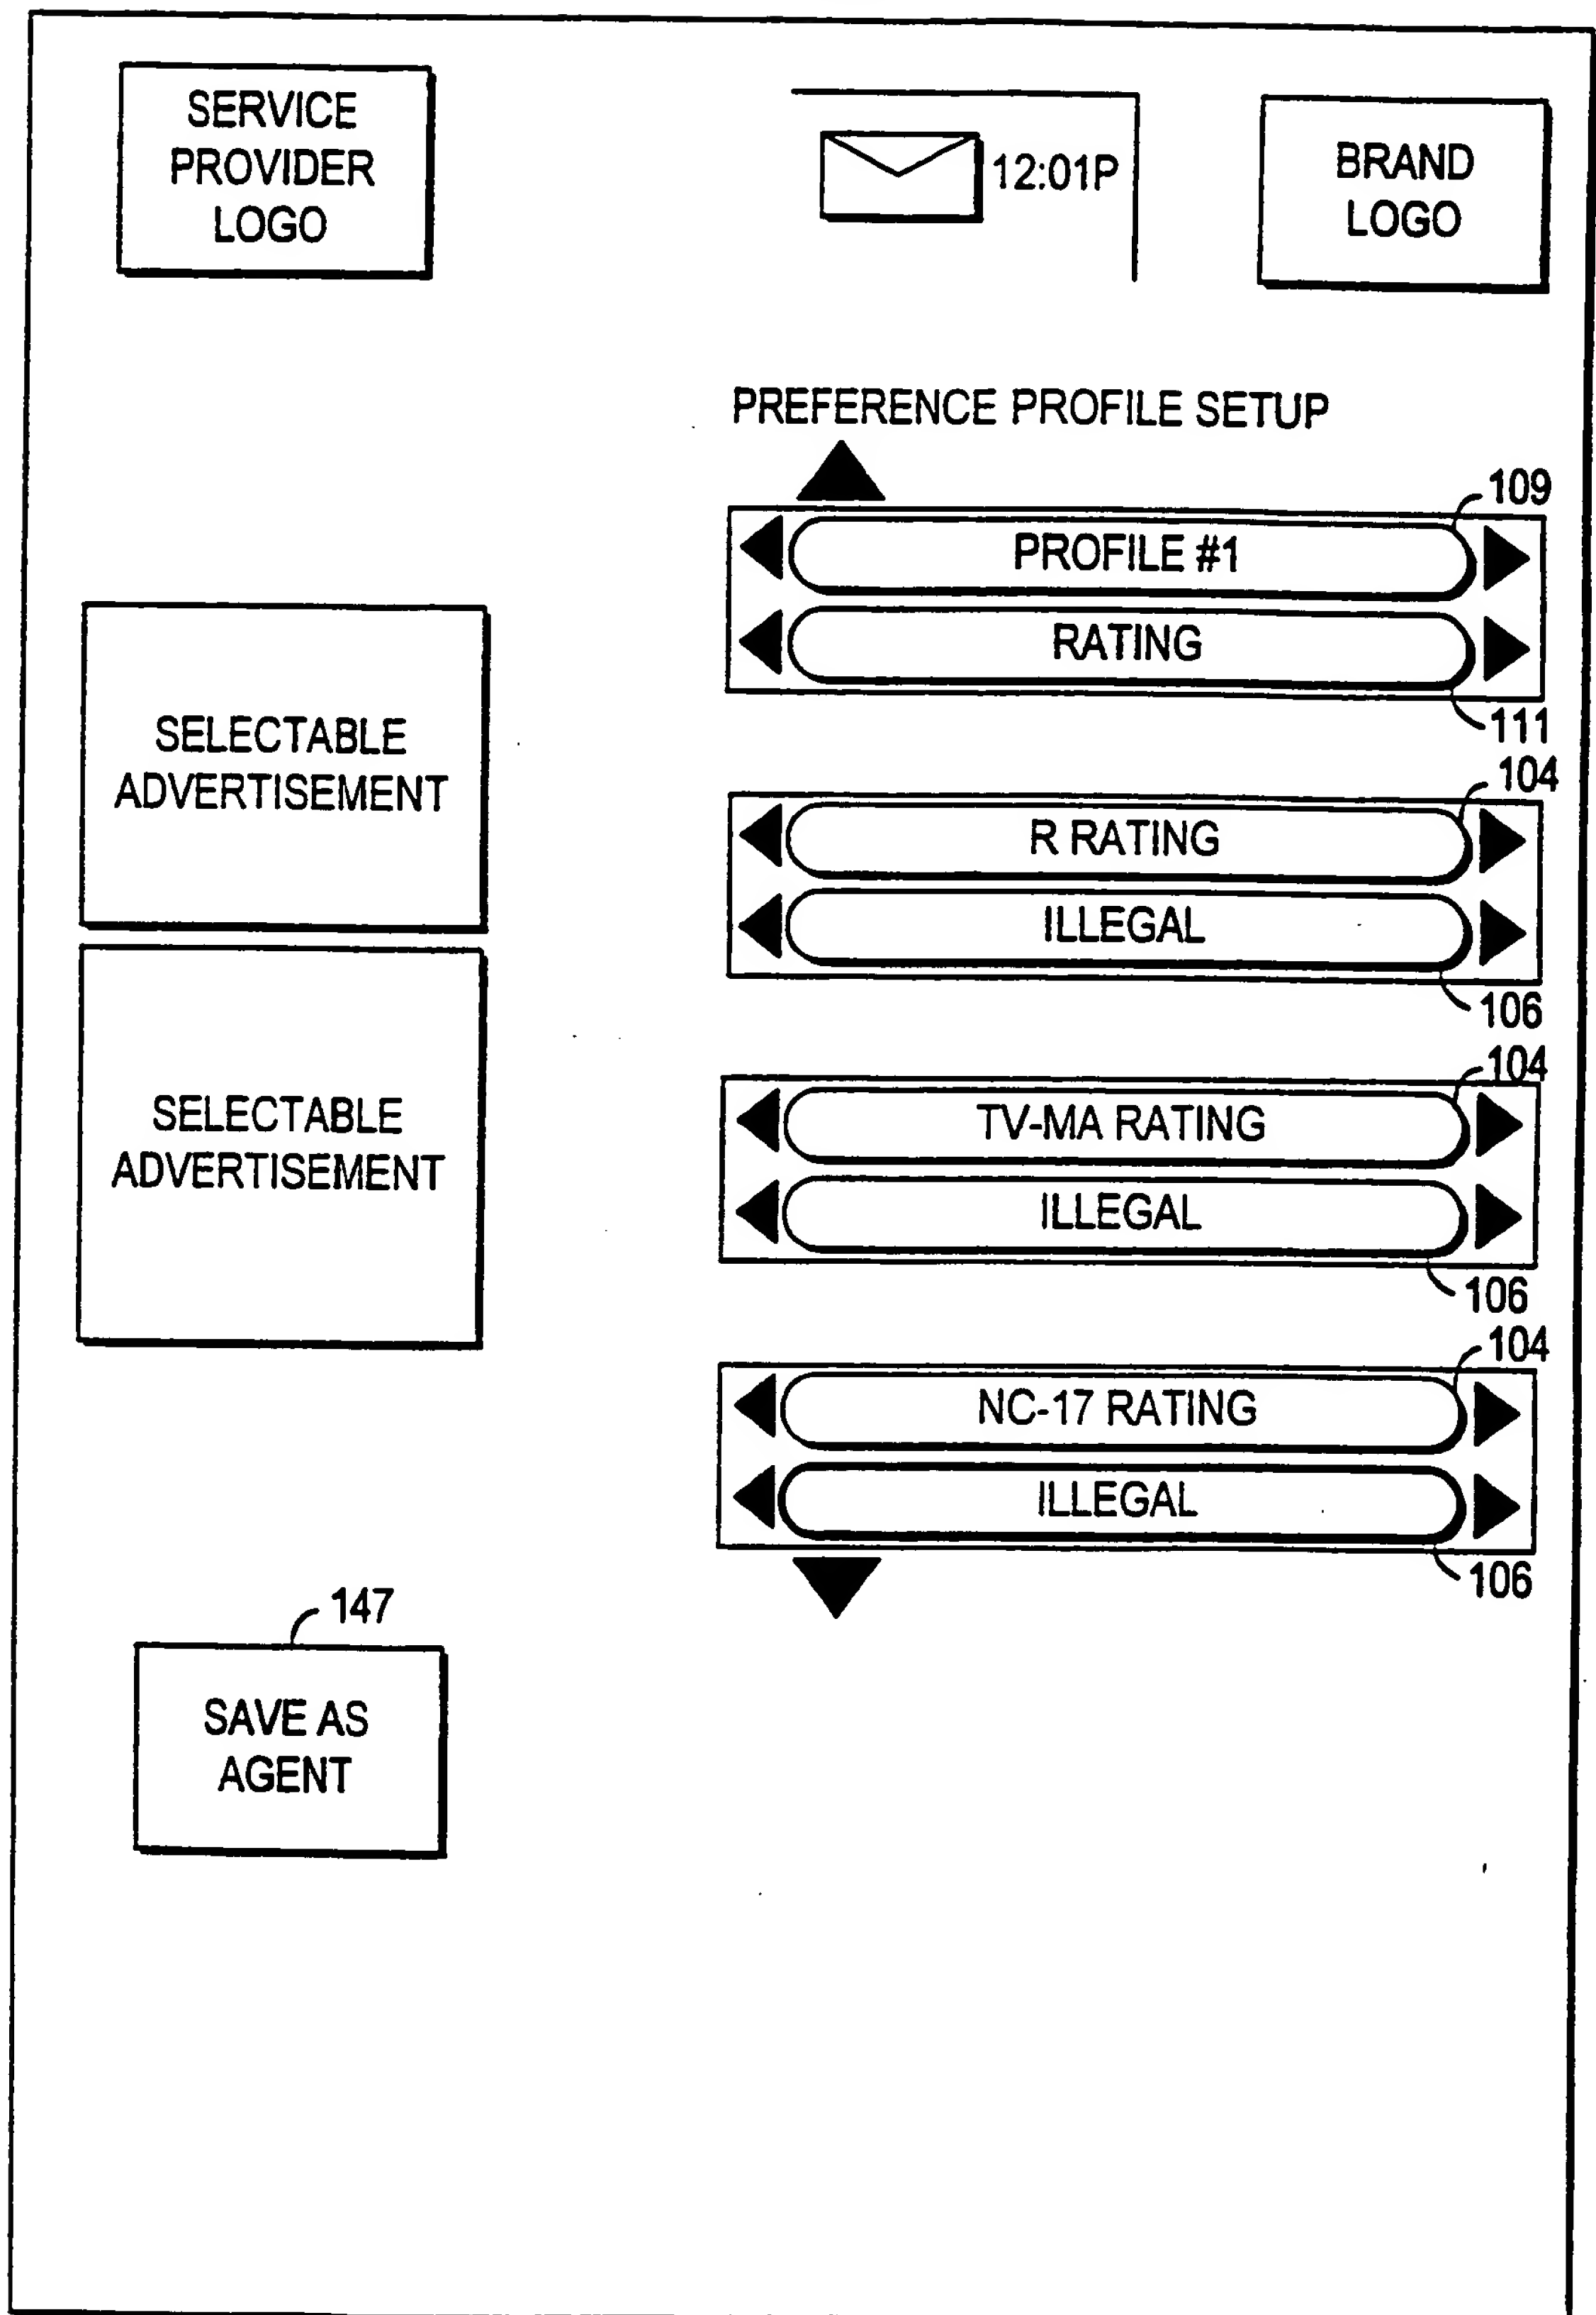 SERVICE
PROVIDER
LOGO
12:01P
BRAND
LOGO
PREFERENCE PROFILE SETUP
109
PROFILE #1
RATING
111
SELECTABLE
ADVERTISEMENT
104
R RATING
ILLEGAL
106
SELECTABLE
ADVERTISEMENT
104
TV-MA RATING
ILLEGAL
106
104
NC-17 RATING
ILLEGAL
106
147
SAVE AS
AGENT